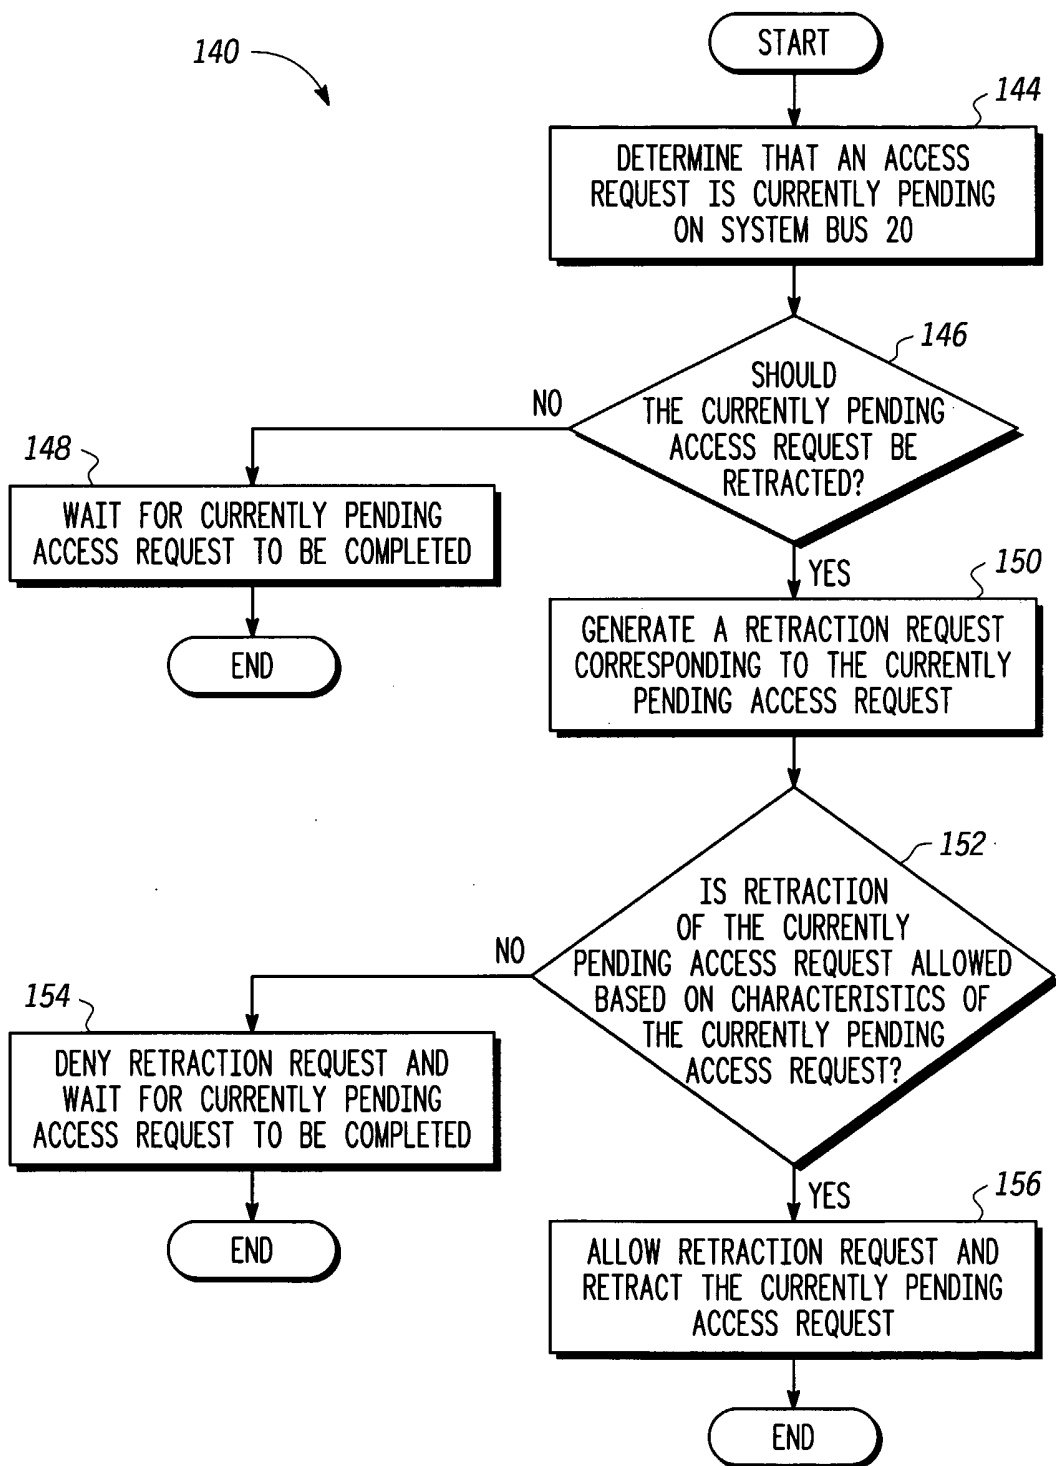 140
START
144
DETERMINE THAT AN ACCESS
REQUEST IS CURRENTLY PENDING
ON SYSTEM BUS 20
146
SHOULD
THE CURRENTLY PENDING
ACCESS REQUEST BE
RETRACTED?
NO
148
WAIT FOR CURRENTLY PENDING
ACCESS REQUEST TO BE COMPLETED
END
YES
150
GENERATE A RETRACTION REQUEST
CORRESPONDING TO THE CURRENTLY
PENDING ACCESS REQUEST
152
IS RETRACTION
OF THE CURRENTLY
PENDING ACCESS REQUEST ALLOWED
BASED ON CHARACTERISTICS OF
THE CURRENTLY PENDING
ACCESS REQUEST?
NO
154
DENY RETRACTION REQUEST AND
WAIT FOR CURRENTLY PENDING
ACCESS REQUEST TO BE COMPLETED
END
YES
156
ALLOW RETRACTION REQUEST AND
RETRACT THE CURRENTLY PENDING
ACCESS REQUEST
END